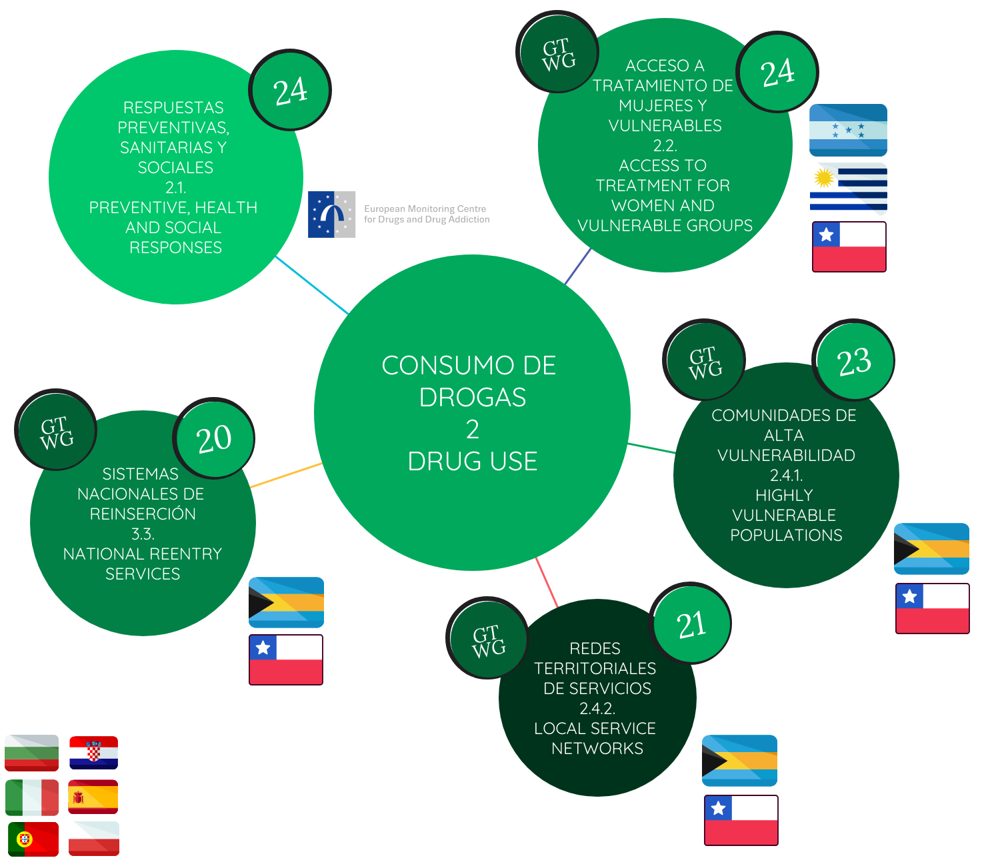 24
RESPUESTAS
PREVENTIVAS,
SANITARIAS Y
SOCIALES
2.1.
PREVENTIVE, HEALTH
AND SOCIAL
RESPONSES
European Monitoring Centre
for Drugs and Drug Addiction
GT
WG
24
ACCESO A
TRATAMIENTO DE
MUJERES Y
VULNERABLES
2.2.
ACCESS TO
TREATMENT FOR
WOMEN AND
VULNERABLE GROUPS
CONSUMO DE
DROGAS
2
DRUG USE
GT
WG
23
COMUNIDADES DE
ALTA
VULNERABILIDAD
2.4.1.
HIGHLY
VULNERABLE
POPULATIONS
GT
WG
20
SISTEMAS
NACIONALES DE
REINSERCIÓN
3.3.
NATIONAL REENTRY
SERVICES
GT
WG
21
REDES
TERRITORIALES
DE SERVICIOS
2.4.2.
LOCAL SERVICE
NETWORKS